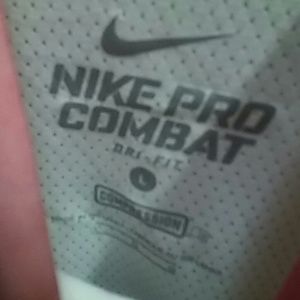 NIKE PRO
COMBAT
DRI-FIT
L
COMPRESSION